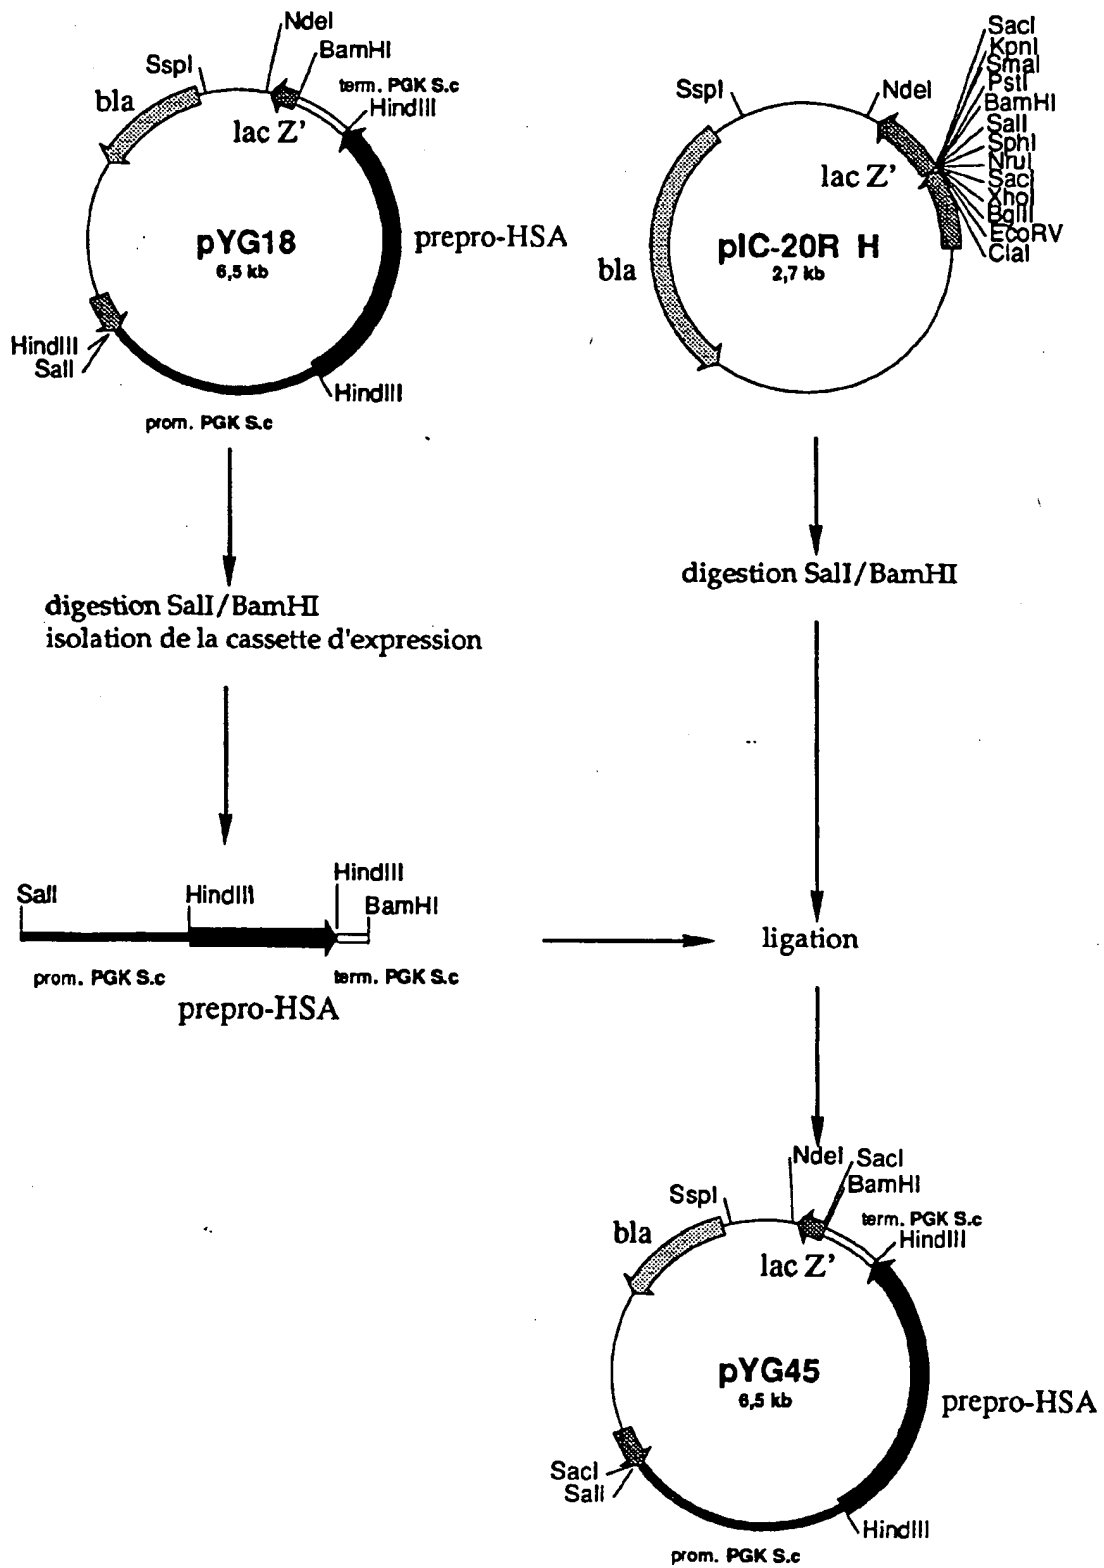 NdeI
BamHI
SspI
term. PGK S.c
HindIII
bla
lac Z'
pYG18
6,5 kb
prepro-HSA
HindIII
SalI
HindIII
prom. PGK S.c
SacI
KpnI
SmaI
PstI
BamHI
SalI
SphI
NruI
SacI
XhoI
BglII
EcoRV
ClaI
SspI
NdeI
lac Z'
pIC-20R H
2,7 kb
bla
digestion SalI/BamHI
isolation de la cassette d'expression
digestion SalI/BamHI
SalI
HindIII
HindIII
BamHI
prom. PGK S.c
term. PGK S.c
prepro-HSA
ligation
NdeI
SacI
BamHI
SspI
term. PGK S.c
HindIII
bla
lac Z'
pYG45
6,5 kb
prepro-HSA
SacI
SalI
HindIII
prom. PGK S.c